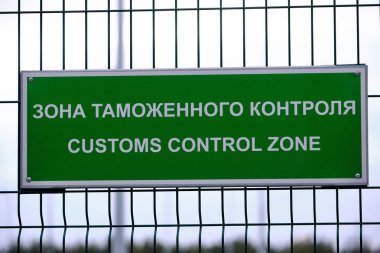 ЗОНА ТАМОЖЕННОГО КОНТРОЛЯ
CUSTOMS CONTROL ZONE